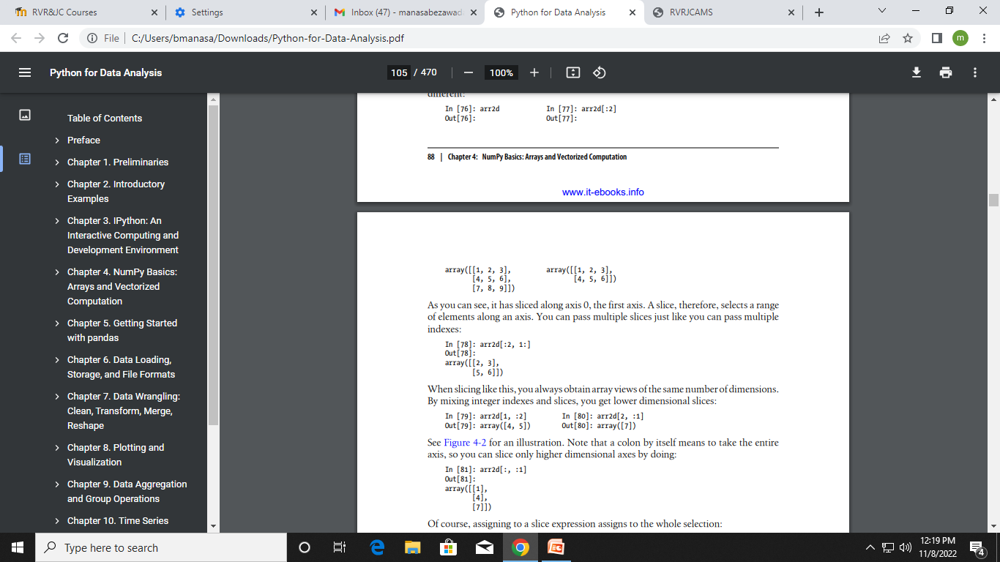 RVR&JC Courses
Settings
Inbox (47) - manasabezawad
Python for Data Analysis
RVRJCAMS
File | C:/Users/bmanasa/Downloads/Python-for-Data-Analysis.pdf
m
Python for Data Analysis
105 / 470
100%
Table of Contents
Preface
Chapter 1. Preliminaries
Chapter 2. Introductory
Examples
Chapter 3. IPython: An
Interactive Computing and
Development Environment
Chapter 4. NumPy Basics:
Arrays and Vectorized
Computation
Chapter 5. Getting Started
with pandas
Chapter 6. Data Loading,
Storage, and File Formats
Chapter 7. Data Wrangling:
Clean, Transform, Merge,
Reshape
Chapter 8. Plotting and
Visualization
Chapter 9. Data Aggregation
and Group Operations
Chapter 10. Time Series
different:
In [76]: arr2d In [77]: arr2d[:2]
Out[76]: Out[77]:
88 | Chapter 4: NumPy Basics: Arrays and Vectorized Computation
www.it-ebooks.info
array([[1, 2, 3], array([[1, 2, 3],
[4, 5, 6], [4, 5, 6]])
[7, 8, 9]])
As you can see, it has sliced along axis 0, the first axis. A slice, therefore, selects a range
of elements along an axis. You can pass multiple slices just like you can pass multiple
indexes:
In [78]: arr2d[:2, 1:]
Out[78]:
array([[2, 3],
[5, 6]])
When slicing like this, you always obtain array views of the same number of dimensions.
By mixing integer indexes and slices, you get lower dimensional slices:
In [79]: arr2d[1, :2] In [80]: arr2d[2, :1]
Out[79]: array([4, 5]) Out[80]: array([7])
See Figure 4-2 for an illustration. Note that a colon by itself means to take the entire
axis, so you can slice only higher dimensional axes by doing:
In [81]: arr2d[:, :1]
Out[81]:
array([[1],
[4],
[7]])
Of course, assigning to a slice expression assigns to the whole selection:
Type here to search
12:19 PM
11/8/2022
4